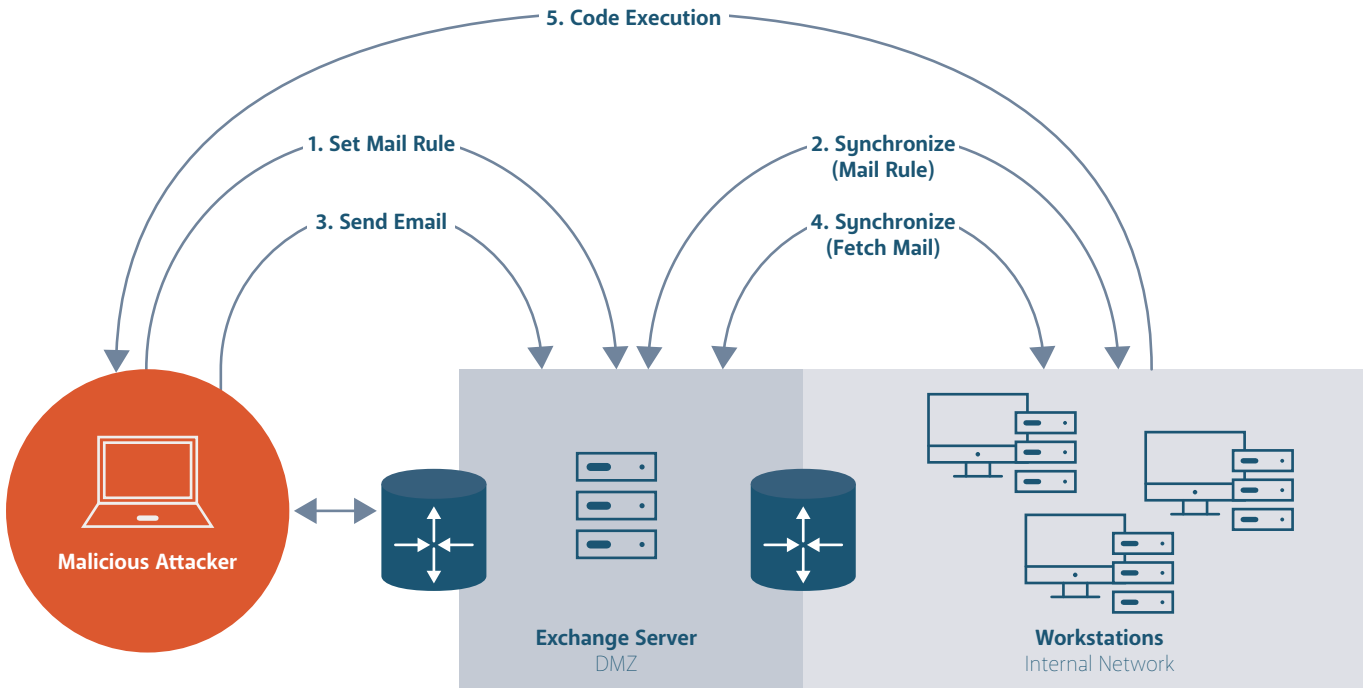 5. Code Execution
1. Set Mail Rule
2. Synchronize
(Mail Rule)
3. Send Email
4. Synchronize
(Fetch Mail)
Malicious Attacker
Exchange Server
DMZ
Workstations
Internal Network